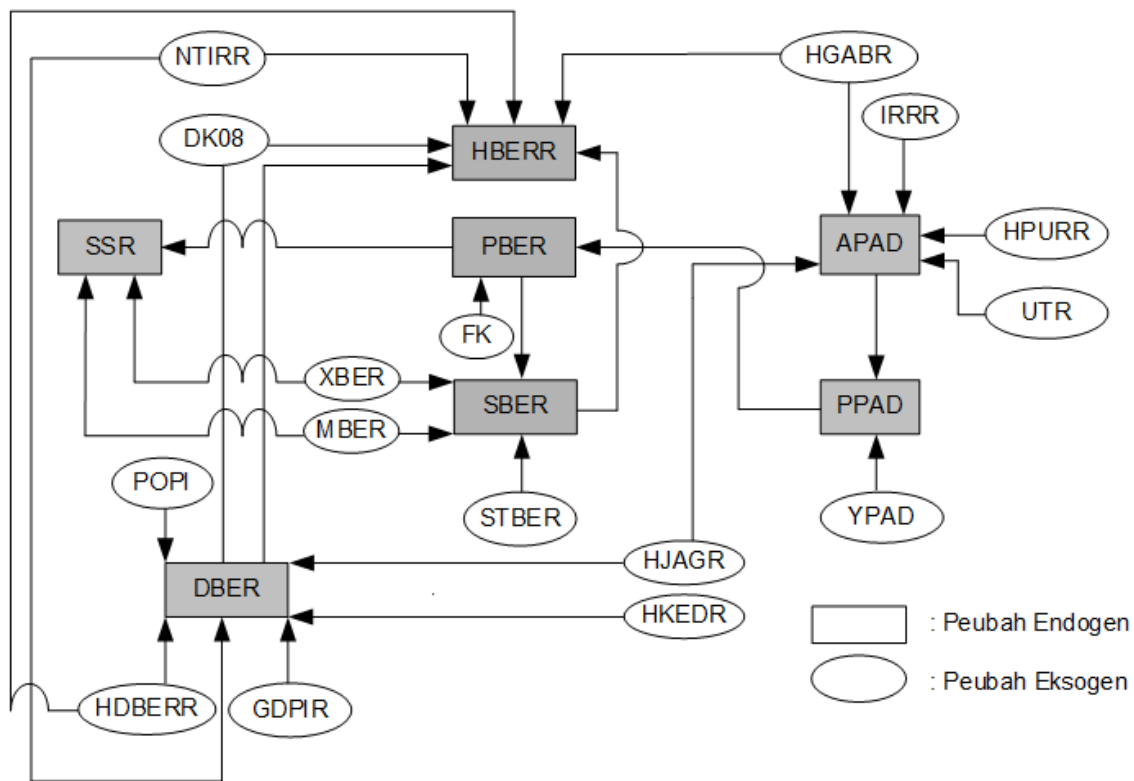 NTIRR
HGABR
IRRR
DK08
HBERR
SSR
PBER
APAD
HPURR
UTR
FK
XBER
SBER
PPAD
MBER
POPI
STBER
YPAD
HJAGR
DBER
HKEDR
: Peubah Endogen
HDBERR
GDPIR
: Peubah Eksogen